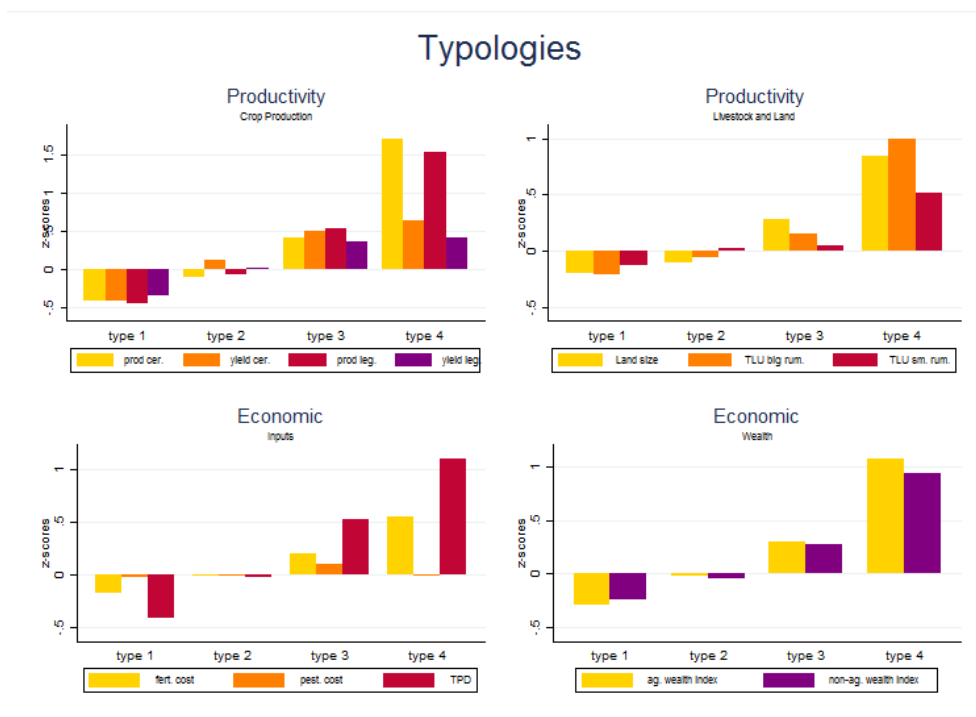 Typologies
Productivity
Crop Production
z-scores
1.5
1
.5
0
-.5
type 1 type 2 type 3 type 4
prod cer. yield cer. prod leg. yield leg.
Productivity
Livestock and Land
z-scores
1
.5
0
-.5
type 1 type 2 type 3 type 4
Land size TLU big rum. TLU sm. rum.
Economic
Inputs
z-scores
1
.5
0
-.5
type 1 type 2 type 3 type 4
fert. cost pest. cost TPD
Economic
Wealth
z-scores
1
.5
0
-.5
type 1 type 2 type 3 type 4
ag. wealth index non-ag. wealth index